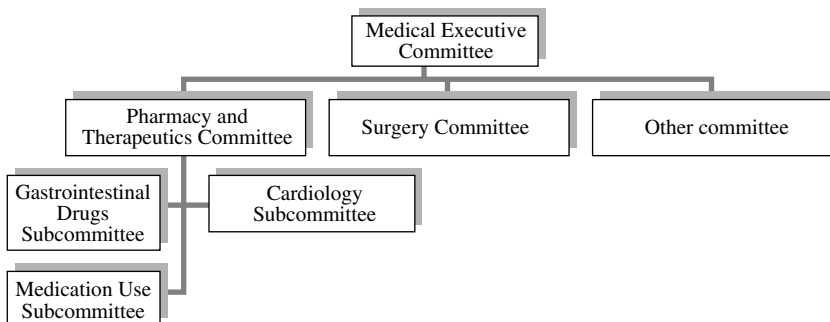 Medical Executive
Committee
Pharmacy and
Therapeutics Committee
Surgery Committee
Other committee
Gastrointestinal
Drugs
Subcommittee
Cardiology
Subcommittee
Medication Use
Subcommittee